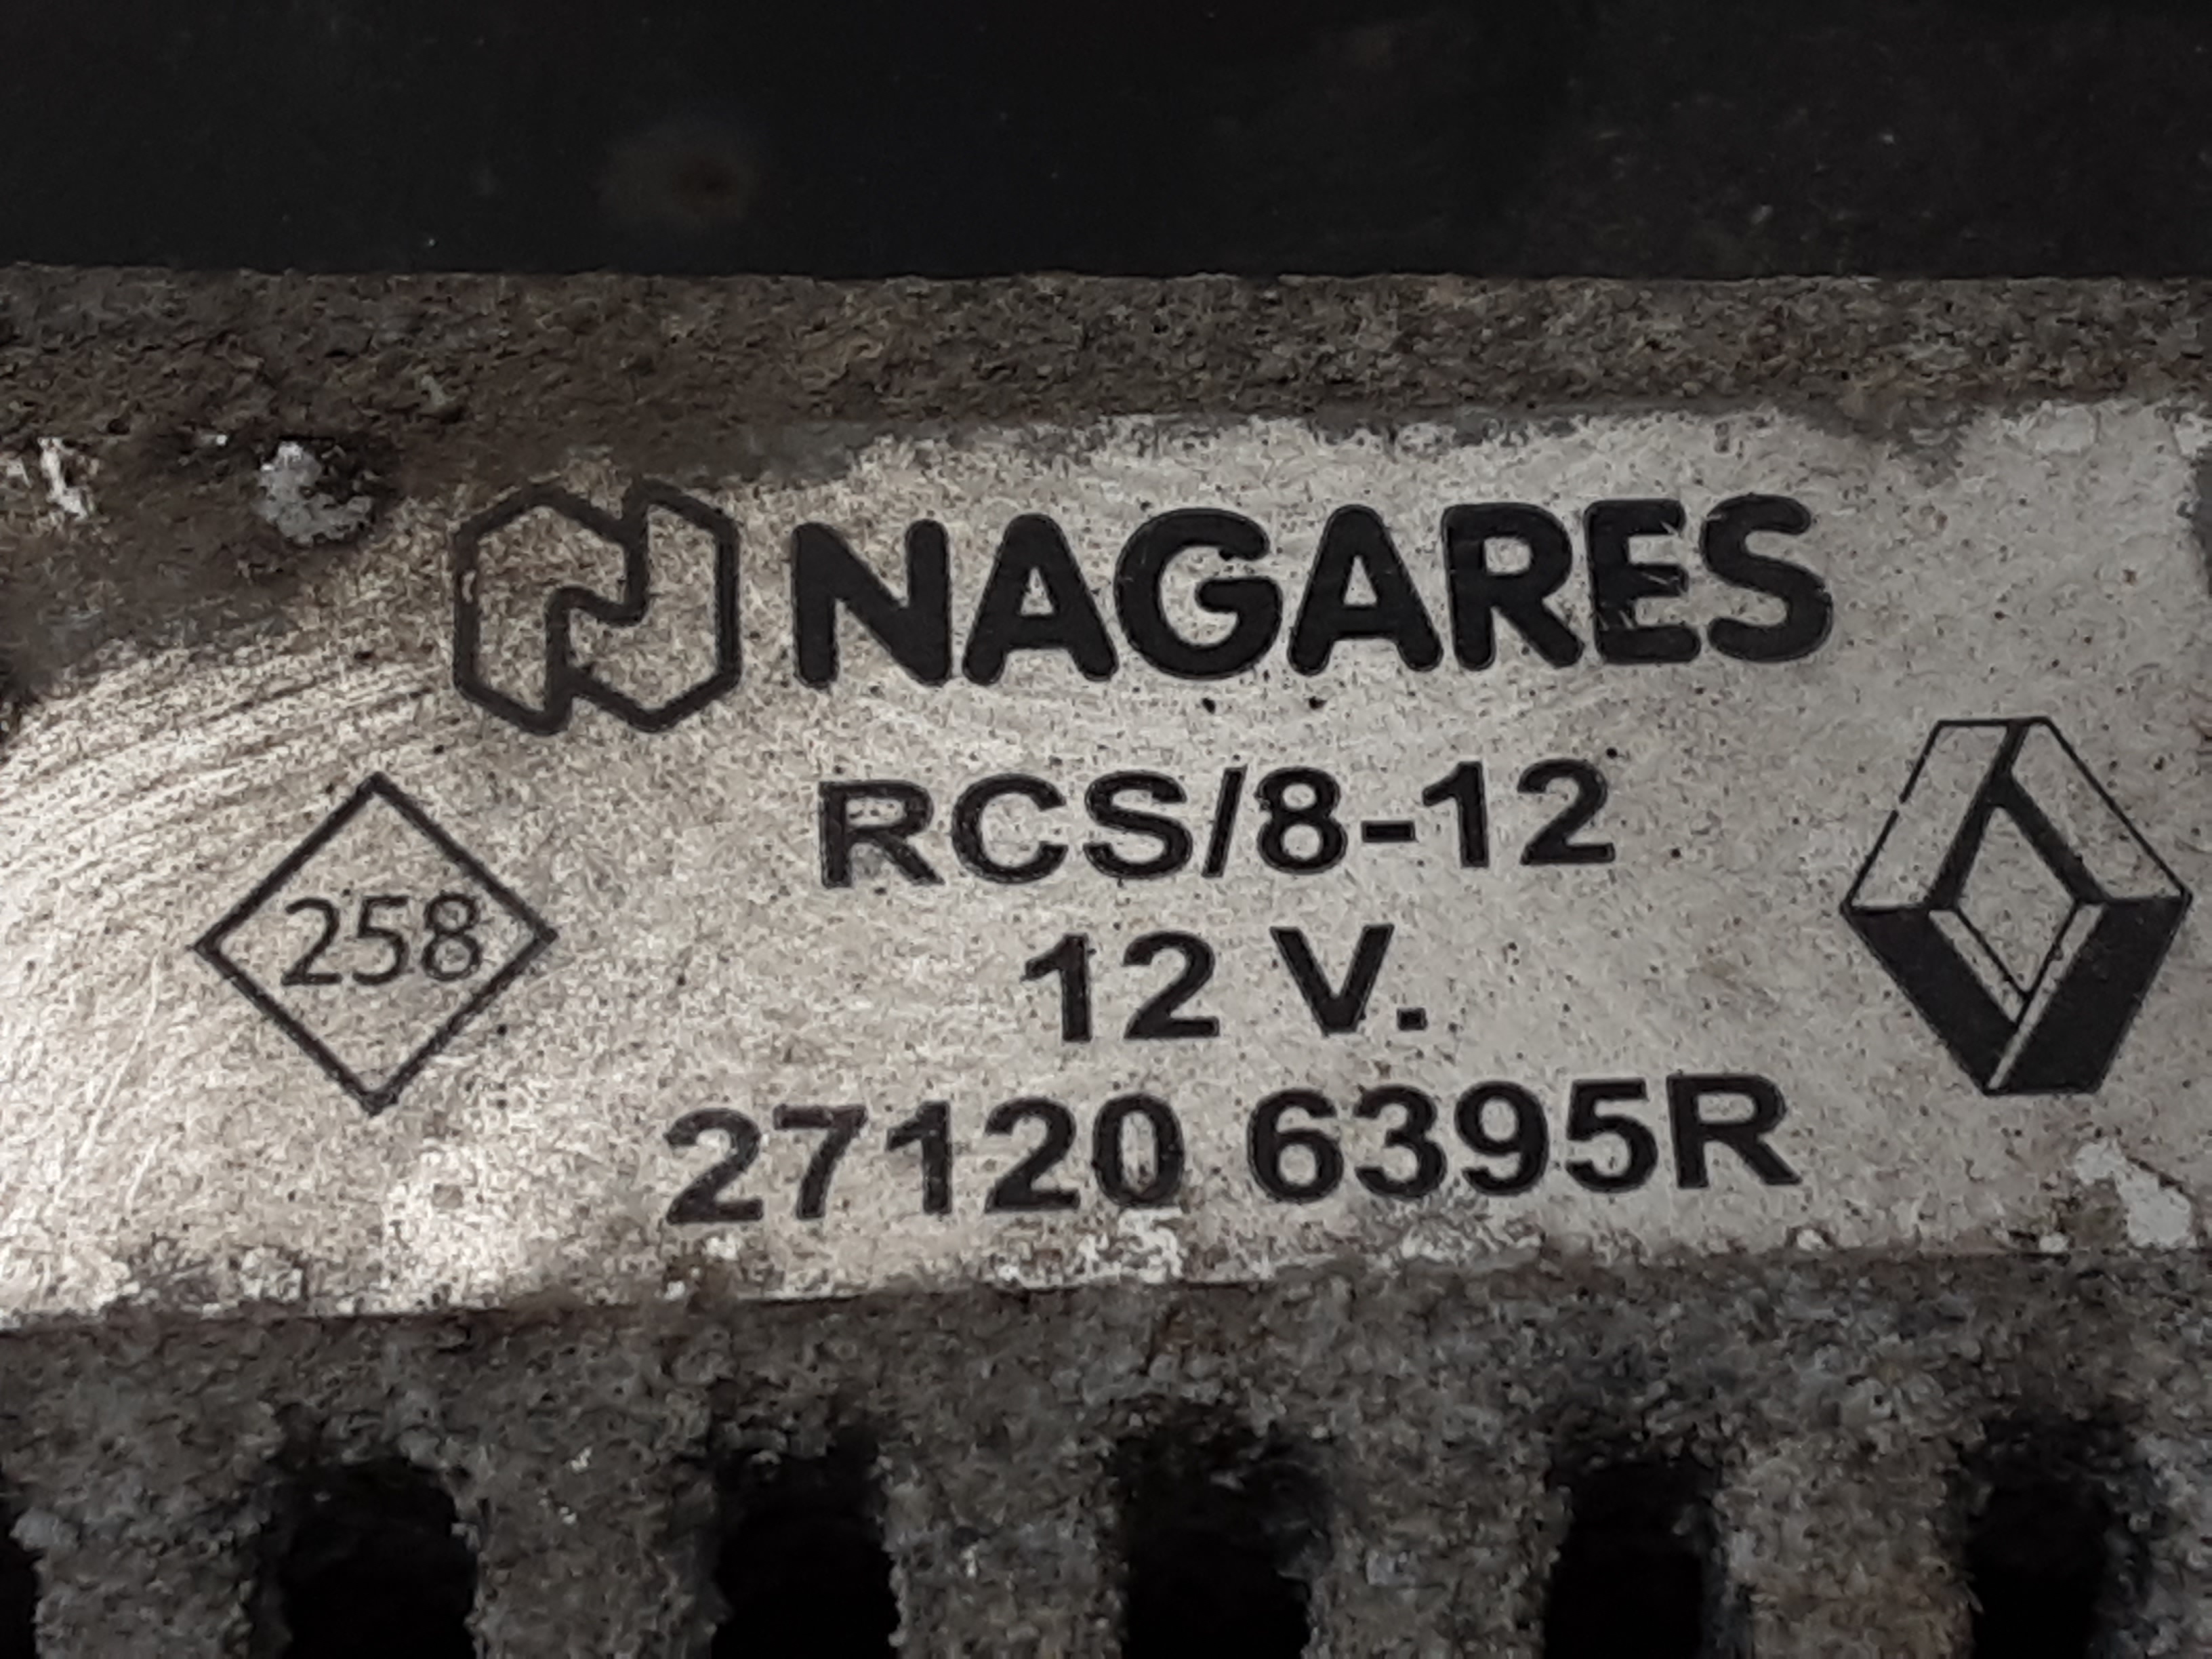 NAGARES
RCS/8-12
258
12 V.
27120 6395R